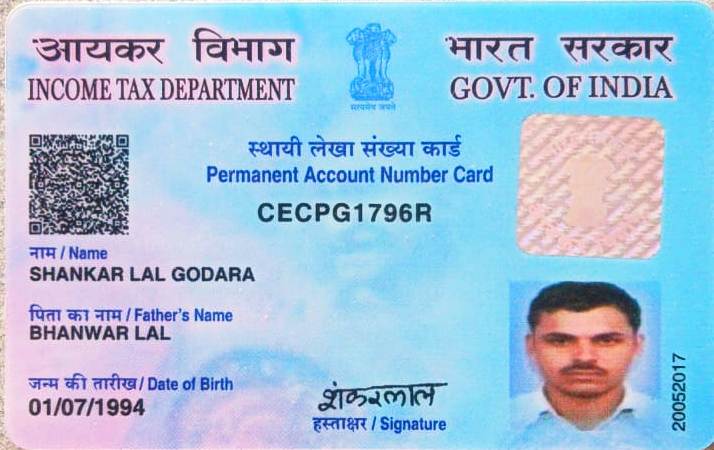 आयकर विभाग
INCOME TAX DEPARTMENT
सत्यमेव जयते
भारत सरकार
GOVT. OF INDIA
स्थायी लेखा संख्या कार्ड
Permanent Account Number Card
CECPG1796R
नाम / Name
SHANKAR LAL GODARA
पिता का नाम / Father's Name
BHANWAR LAL
जन्म की तारीख / Date of Birth
01/07/1994
शंकरलाल
हस्ताक्षर / Signature
20052017